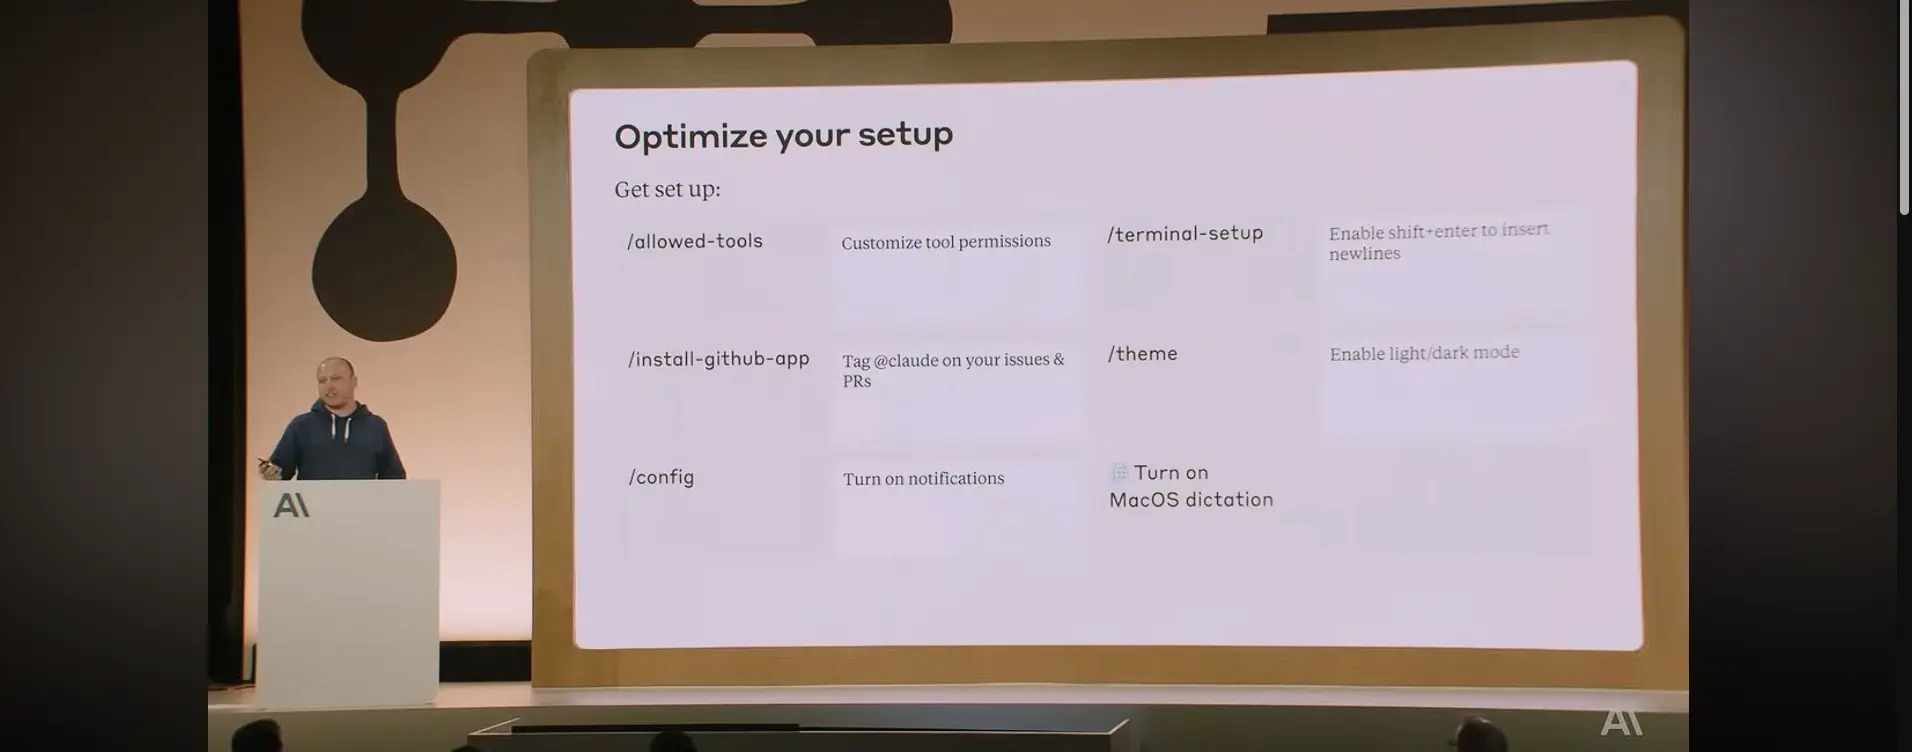 Optimize your setup
Get set up:
/allowed-tools
Customize tool permissions
/terminal-setup
Enable shift+enter to insert
newlines
/install-github-app
Tag @claude on your issues &
PRs
/theme
Enable light/dark mode
/config
Turn on notifications
Turn on
MacOS dictation
A\
A\